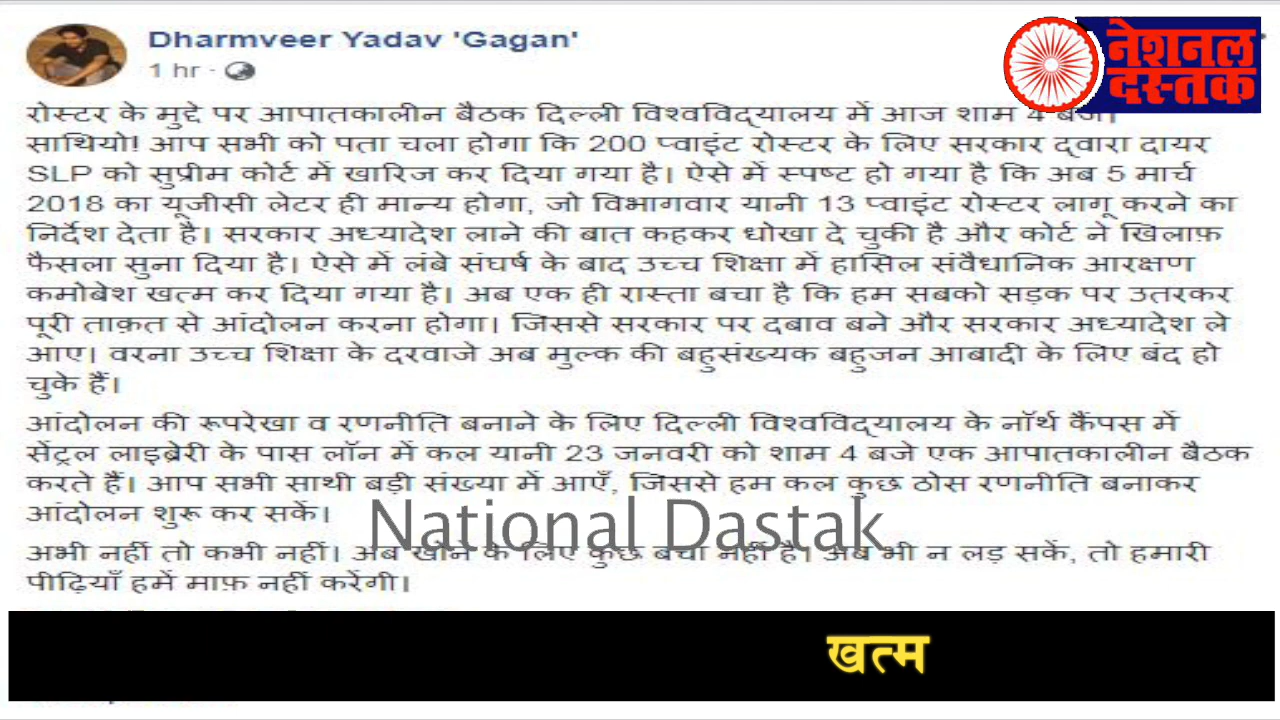 Dharmveer Yadav 'Gagan'
1 hr ·
नेशनल
दस्तक
रोस्टर के मुद्दे पर आपातकालीन बैठक दिल्ली विश्वविद्यालय में आज शाम 4 बजे।
साथियो! आप सभी को पता चला होगा कि 200 प्वाइंट रोस्टर के लिए सरकार द्वारा दायर
SLP को सुप्रीम कोर्ट में खारिज कर दिया गया है। ऐसे में स्पष्ट हो गया है कि अब 5 मार्च
2018 का यूजीसी लेटर ही मान्य होगा, जो विभागवार यानी 13 प्वाइंट रोस्टर लागू करने का
निर्देश देता है। सरकार अध्यादेश लाने की बात कहकर धोखा दे चुकी है और कोर्ट ने खिलाफ़
फैसला सुना दिया है। ऐसे में लंबे संघर्ष के बाद उच्च शिक्षा में हासिल संवैधानिक आरक्षण
कमोबेश खत्म कर दिया गया है। अब एक ही रास्ता बचा है कि हम सबको सड़क पर उतरकर
पूरी ताक़त से आंदोलन करना होगा। जिससे सरकार पर दबाव बने और सरकार अध्यादेश ले
आए। वरना उच्च शिक्षा के दरवाजे अब मुल्क की बहुसंख्यक बहुजन आबादी के लिए बंद हो
चुके हैं।
आंदोलन की रूपरेखा व रणनीति बनाने के लिए दिल्ली विश्वविद्यालय के नॉर्थ कैंपस में
सेंट्रल लाइब्रेरी के पास लॉन में कल यानी 23 जनवरी को शाम 4 बजे एक आपातकालीन बैठक
करते हैं। आप सभी साथी बड़ी संख्या में आएँ, जिससे हम कल कुछ ठोस रणनीति बनाकर
आंदोलन शुरू कर सकें।
National Dastak
अभी नहीं तो कभी नहीं। अब खोने के लिए कुछ बचा नहीं है। अब भी न लड़ सकें, तो हमारी
पीढ़ियाँ हमें माफ़ नहीं करेंगी।
खत्म